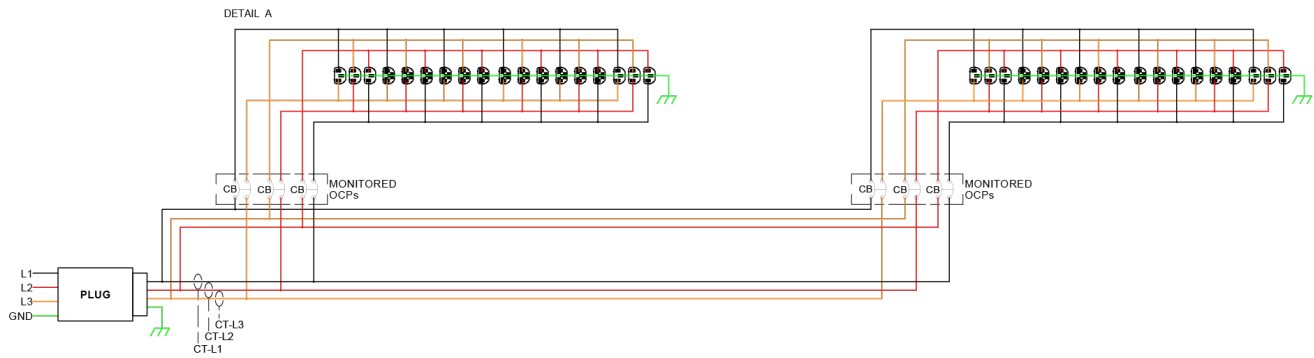 DETAIL A
CB CB CB MONITORED
OCPs
CB CB CB MONITORED
OCPs
L1
L2
L3
GND
PLUG
CT-L3
CT-L2
CT-L1